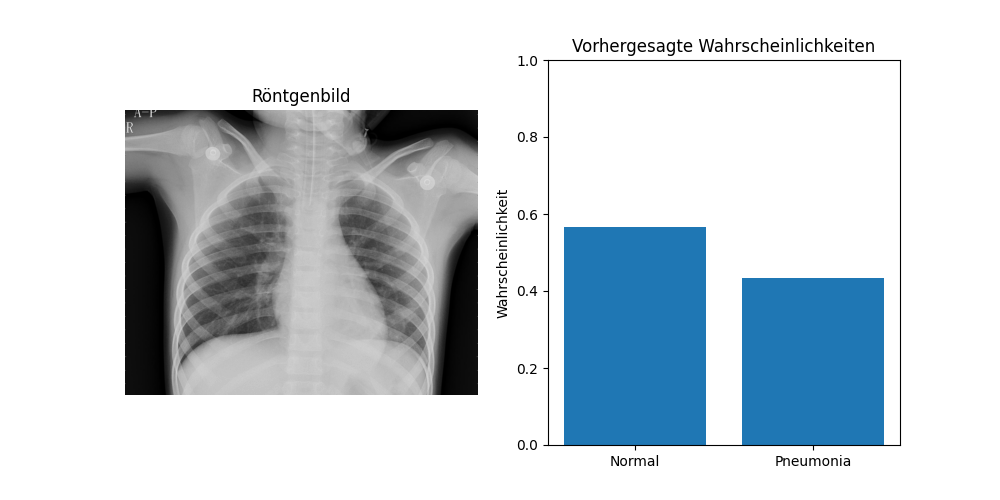 Röntgenbild
A-P
R
Vorhergesagte Wahrscheinlichkeiten
1.0
0.8
0.6
0.4
0.2
0.0
Wahrscheinlichkeit
Normal Pneumonia